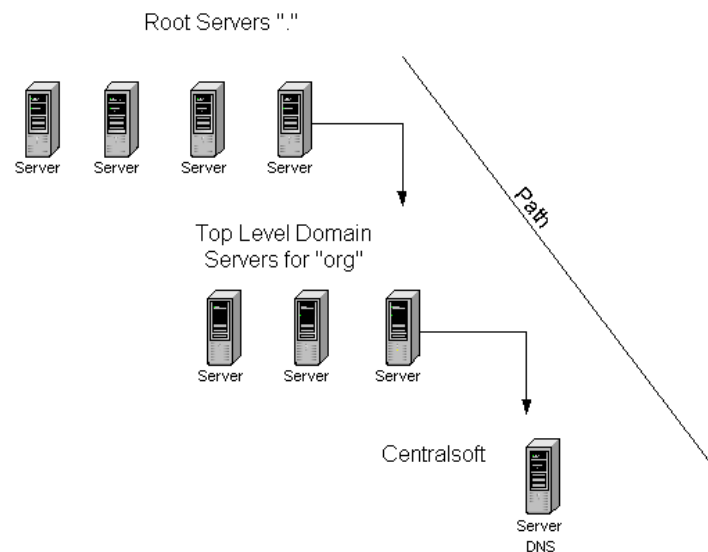 Root Servers "."
Server Server Server Server
Path
Top Level Domain
Servers for "org"
Server Server Server
Centralsoft
Server
DNS